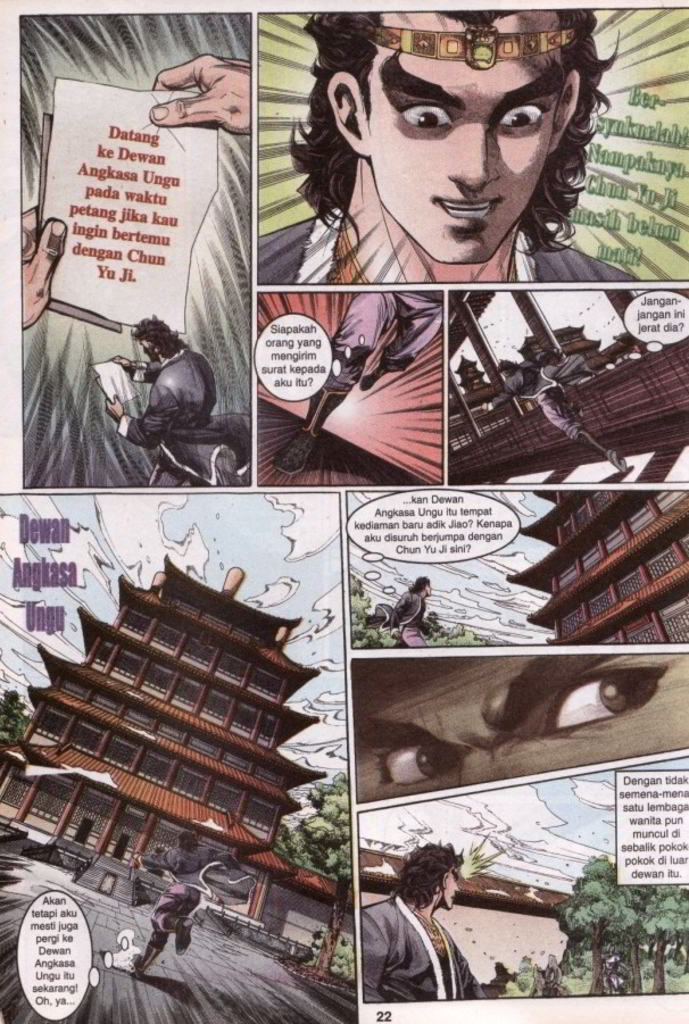 Datang
ke Dewan
Angkasa Ungu
pada waktu
petang jika kau
ingin bertemu
dengan Chun
Yu Ji.
Ber-
syukurlah!
Nampaknya
Chun Yu Ji
masih belum
mati!
Siapakah
orang yang
mengirim
surat kepada
aku itu?
Jangan-
jangan ini
jerat dia?
Dewan
Angkasa
Ungu
Akan
tetapi aku
mesti juga
pergi ke
Dewan
Angkasa
Ungu itu
sekarang!
Oh, ya...
...kan Dewan
Angkasa Ungu itu tempat
kediaman baru adik Jiao? Kenapa
aku disuruh berjumpa dengan
Chun Yu Ji sini?
Dengan tidak
semena-mena
satu lembaga
wanita pun
muncul di
sebalik pokok-
pokok di luar
dewan itu.
22